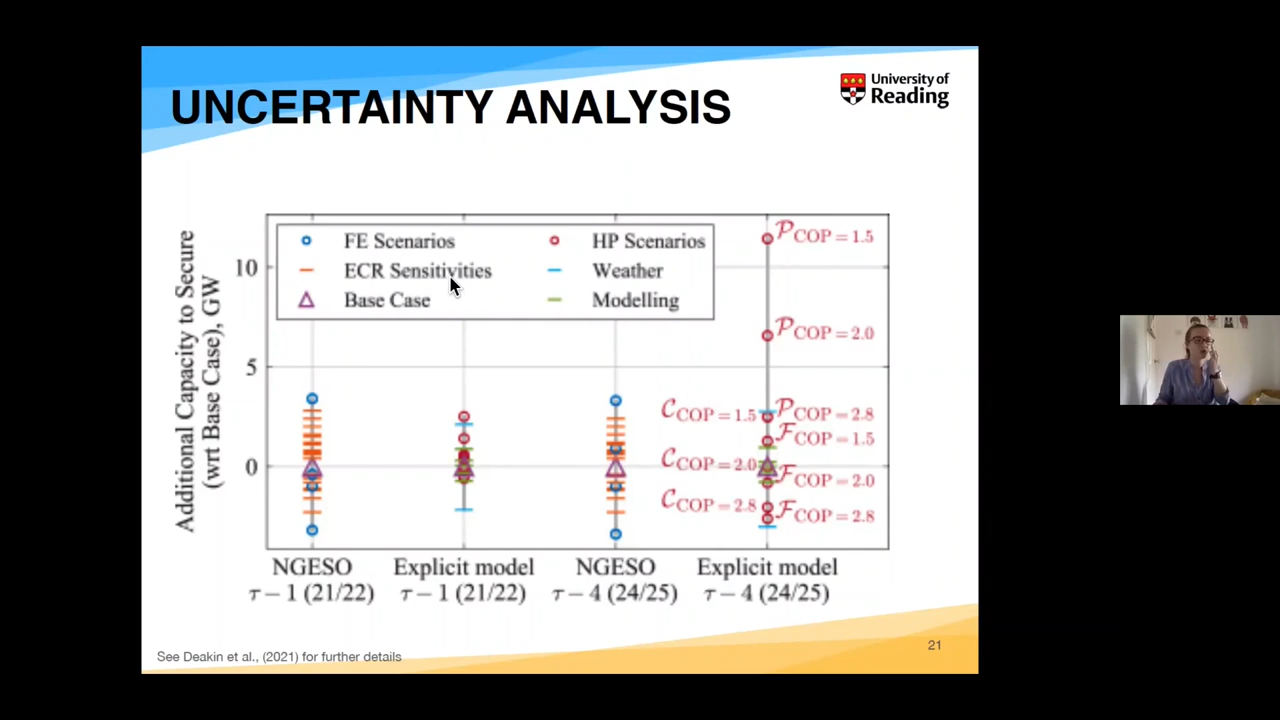 UNCERTAINTY ANALYSIS
University of
Reading
Additional Capacity to Secure
(wrt Base Case), GW
10
5
0
FE Scenarios
ECR Sensitivities
Base Case
HP Scenarios
Weather
Modelling
𝒫COP = 1.5
𝒫COP = 2.0
𝒞COP = 1.5
𝒫COP = 2.8
ℱCOP = 1.5
𝒞COP = 2.0
ℱCOP = 2.0
𝒞COP = 2.8
ℱCOP = 2.8
NGESO
τ − 1 (21/22)
Explicit model
τ − 1 (21/22)
NGESO
τ − 4 (24/25)
Explicit model
τ − 4 (24/25)
See Deakin et al., (2021) for further details
21